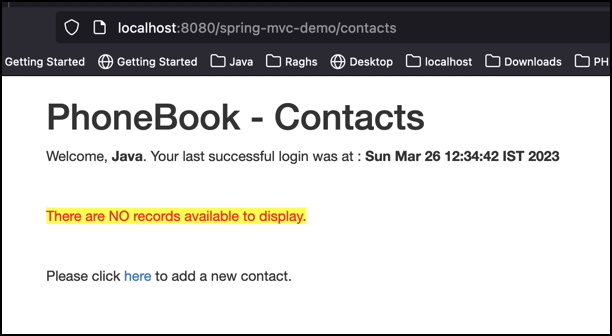 localhost:8080/spring-mvc-demo/contacts
Getting Started Getting Started Java Raghs Desktop localhost Downloads PH
PhoneBook - Contacts
Welcome, Java. Your last successful login was at : Sun Mar 26 12:34:42 IST 2023
There are NO records available to display.
Please click here to add a new contact.